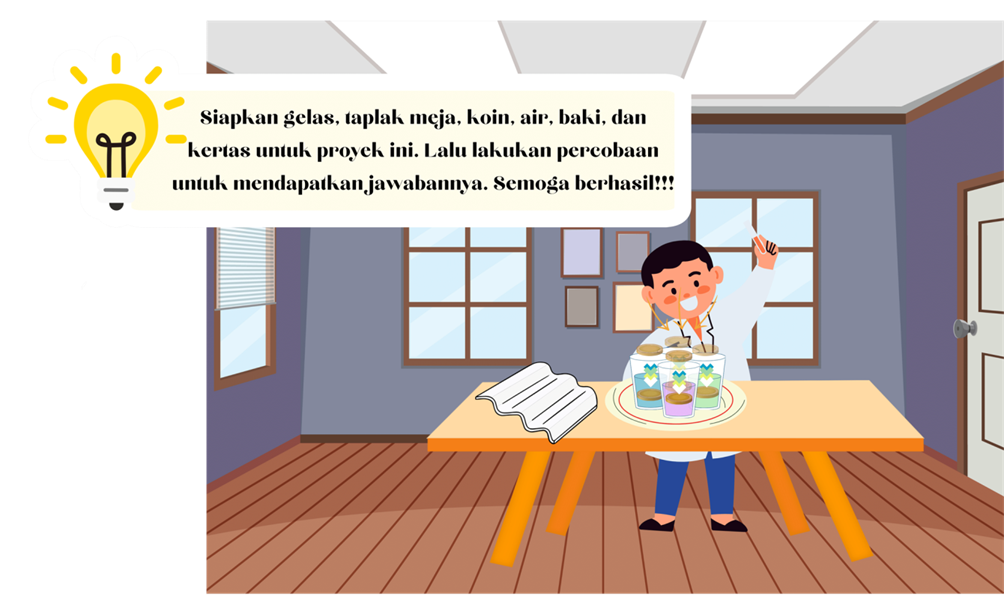 Siapkan gelas, taplak meja, koin, air, baki, dan
kertas untuk proyek ini. Lalu lakukan percobaan
untuk mendapatkan jawabannya. Semoga berhasil!!!